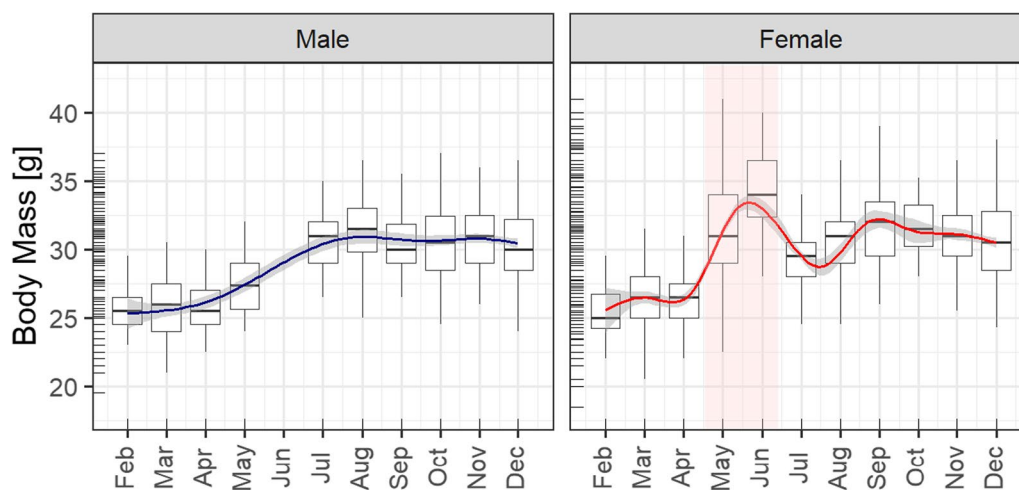 Male
Female
Body Mass [g]
40
35
30
25
20
Feb
Mar
Apr
May
Jun
Jul
Aug
Sep
Oct
Nov
Dec
Feb
Mar
Apr
May
Jun
Jul
Aug
Sep
Oct
Nov
Dec